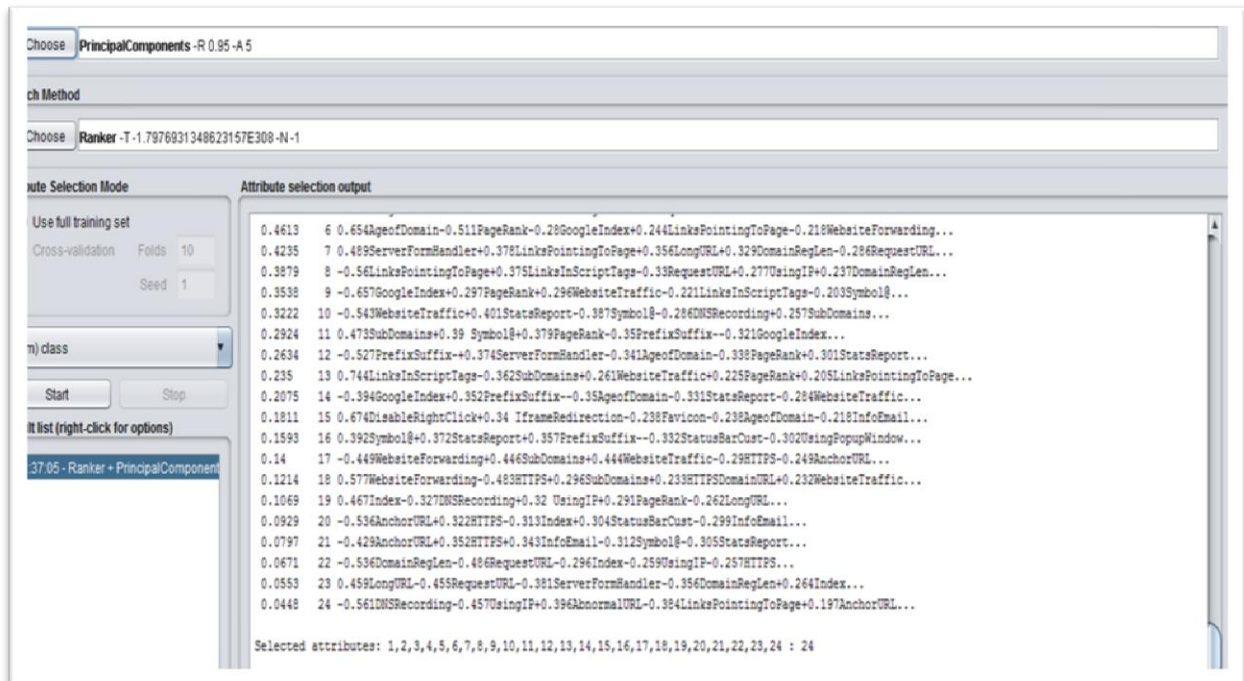 Choose PrincipalComponents -R 0.95 -A 5
ch Method
Choose Ranker -T -1.7976931348623157E308 -N -1
oute Selection Mode
Attribute selection output
Use full training set
Cross-validation Folds 10
Seed 1
m) class
Start Stop
lt list (right-click for options)
:37:05 - Ranker + PrincipalComponent
0.4613 6 0.654AgeofDomain-0.511PageRank-0.28GoogleIndex+0.244LinksPointingToPage-0.218WebsiteForwarding...
0.4235 7 0.489ServerFormHandler+0.378LinksPointingToPage+0.356LongURL+0.329DomainRegLen-0.286RequestURL...
0.3879 8 -0.56LinksPointingToPage+0.375LinksInScriptTags-0.33RequestURL+0.277UsingIP+0.237DomainRegLen...
0.3538 9 -0.657GoogleIndex+0.297PageRank+0.296WebsiteTraffic-0.221LinksInScriptTags-0.203Symbol@...
0.3222 10 -0.543WebsiteTraffic+0.401StatsReport-0.387Symbol@-0.286DNSRecording+0.257SubDomains...
0.2924 11 0.473SubDomains+0.39 Symbol@+0.379PageRank-0.35PrefixSuffix--0.321GoogleIndex...
0.2634 12 -0.527PrefixSuffix-+0.374ServerFormHandler-0.341AgeofDomain-0.338PageRank+0.301StatsReport...
0.235 13 0.744LinksInScriptTags-0.362SubDomains+0.261WebsiteTraffic+0.225PageRank+0.205LinksPointingToPage...
0.2075 14 -0.394GoogleIndex+0.352PrefixSuffix--0.35AgeofDomain-0.331StatsReport-0.284WebsiteTraffic...
0.1811 15 0.674DisableRightClick+0.34 IframeRedirection-0.238Favicon-0.238AgeofDomain-0.218InfoEmail...
0.1593 16 0.392Symbol@+0.372StatsReport+0.357PrefixSuffix--0.332StatusBarCust-0.302UsingPopupWindow...
0.14 17 -0.449WebsiteForwarding+0.446SubDomains+0.444WebsiteTraffic-0.29HTTPS-0.249AnchorURL...
0.1214 18 0.577WebsiteForwarding-0.483HTTPS+0.296SubDomains+0.233HTTPSDomainURL+0.232WebsiteTraffic...
0.1069 19 0.467Index-0.327DNSRecording+0.32 UsingIP+0.291PageRank-0.262LongURL...
0.0929 20 -0.536AnchorURL+0.322HTTPS-0.313Index+0.304StatusBarCust-0.299InfoEmail...
0.0797 21 -0.429AnchorURL+0.352HTTPS+0.343InfoEmail-0.312Symbol@-0.305StatsReport...
0.0671 22 -0.536DomainRegLen-0.486RequestURL-0.296Index-0.259UsingIP-0.257HTTPS...
0.0553 23 0.459LongURL-0.455RequestURL-0.381ServerFormHandler-0.356DomainRegLen+0.264Index...
0.0448 24 -0.561DNSRecording-0.457UsingIP+0.396AbnormalURL-0.384LinksPointingToPage+0.197AnchorURL...
Selected attributes: 1,2,3,4,5,6,7,8,9,10,11,12,13,14,15,16,17,18,19,20,21,22,23,24 : 24